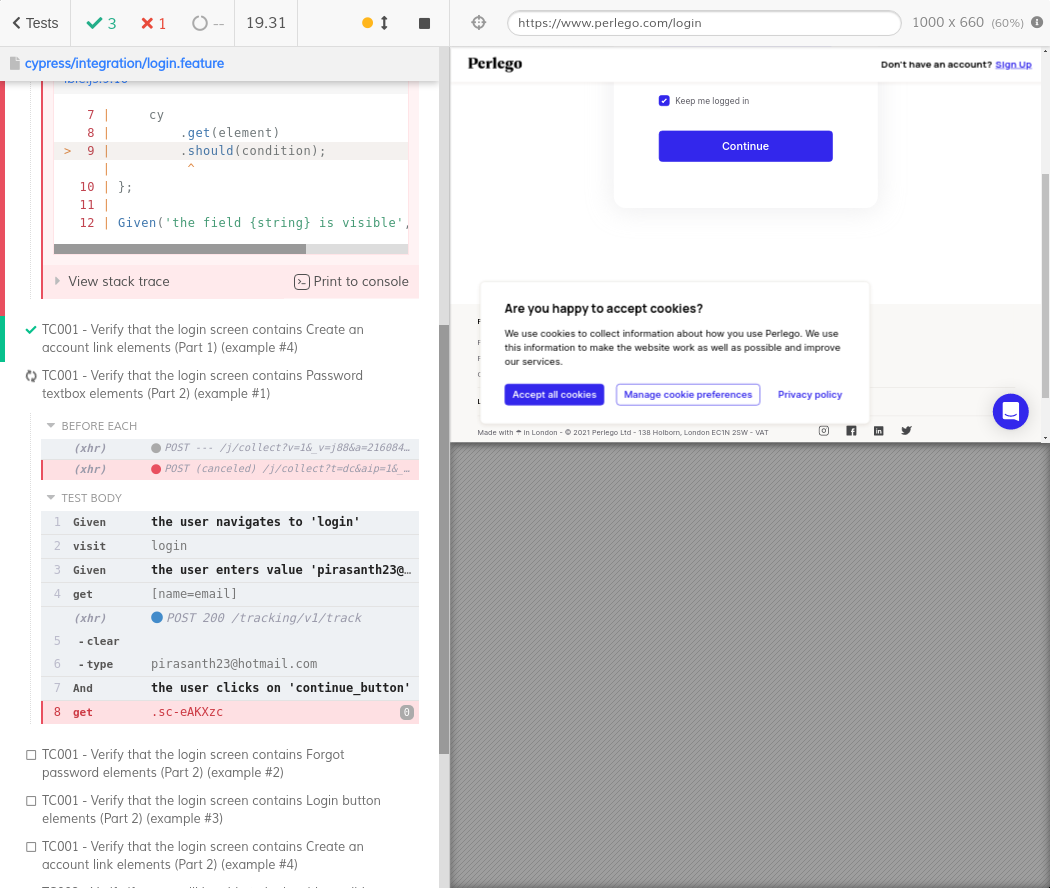 Tests
3
1
--
19.31
https://www.perlego.com/login
1000 x 660 (60%)
cypress/integration/login.feature
7 | cy
8 | .get(element)
> 9 | .should(condition);
| ^
10 | };
11 |
12 | Given('the field {string} is visible',
View stack trace
Print to console
TC001 - Verify that the login screen contains Create an
account link elements (Part 1) (example #4)
TC001 - Verify that the login screen contains Password
textbox elements (Part 2) (example #1)
BEFORE EACH
(xhr) POST --- /j/collect?v=1&_v=j88&a=216084…
(xhr) POST (canceled) /j/collect?t=dc&aip=1&_…
TEST BODY
1 Given the user navigates to 'login'
2 visit login
3 Given the user enters value 'pirasanth23@…
4 get [name=email]
(xhr) POST 200 /tracking/v1/track
5 -clear
6 -type pirasanth23@hotmail.com
7 And the user clicks on 'continue_button'
8 get .sc-eAKXzc 0
TC001 - Verify that the login screen contains Forgot
password elements (Part 2) (example #2)
TC001 - Verify that the login screen contains Login button
elements (Part 2) (example #3)
TC001 - Verify that the login screen contains Create an
account link elements (Part 2) (example #4)
Perlego
Don't have an account? Sign Up
Keep me logged in
Continue
Are you happy to accept cookies?
We use cookies to collect information about how you use Perlego. We use
this information to make the website work as well as possible and improve
our services.
Accept all cookies
Manage cookie preferences
Privacy policy
Made with ☂ in London - © 2021 Perlego Ltd - 138 Holborn, London EC1N 2SW - VAT